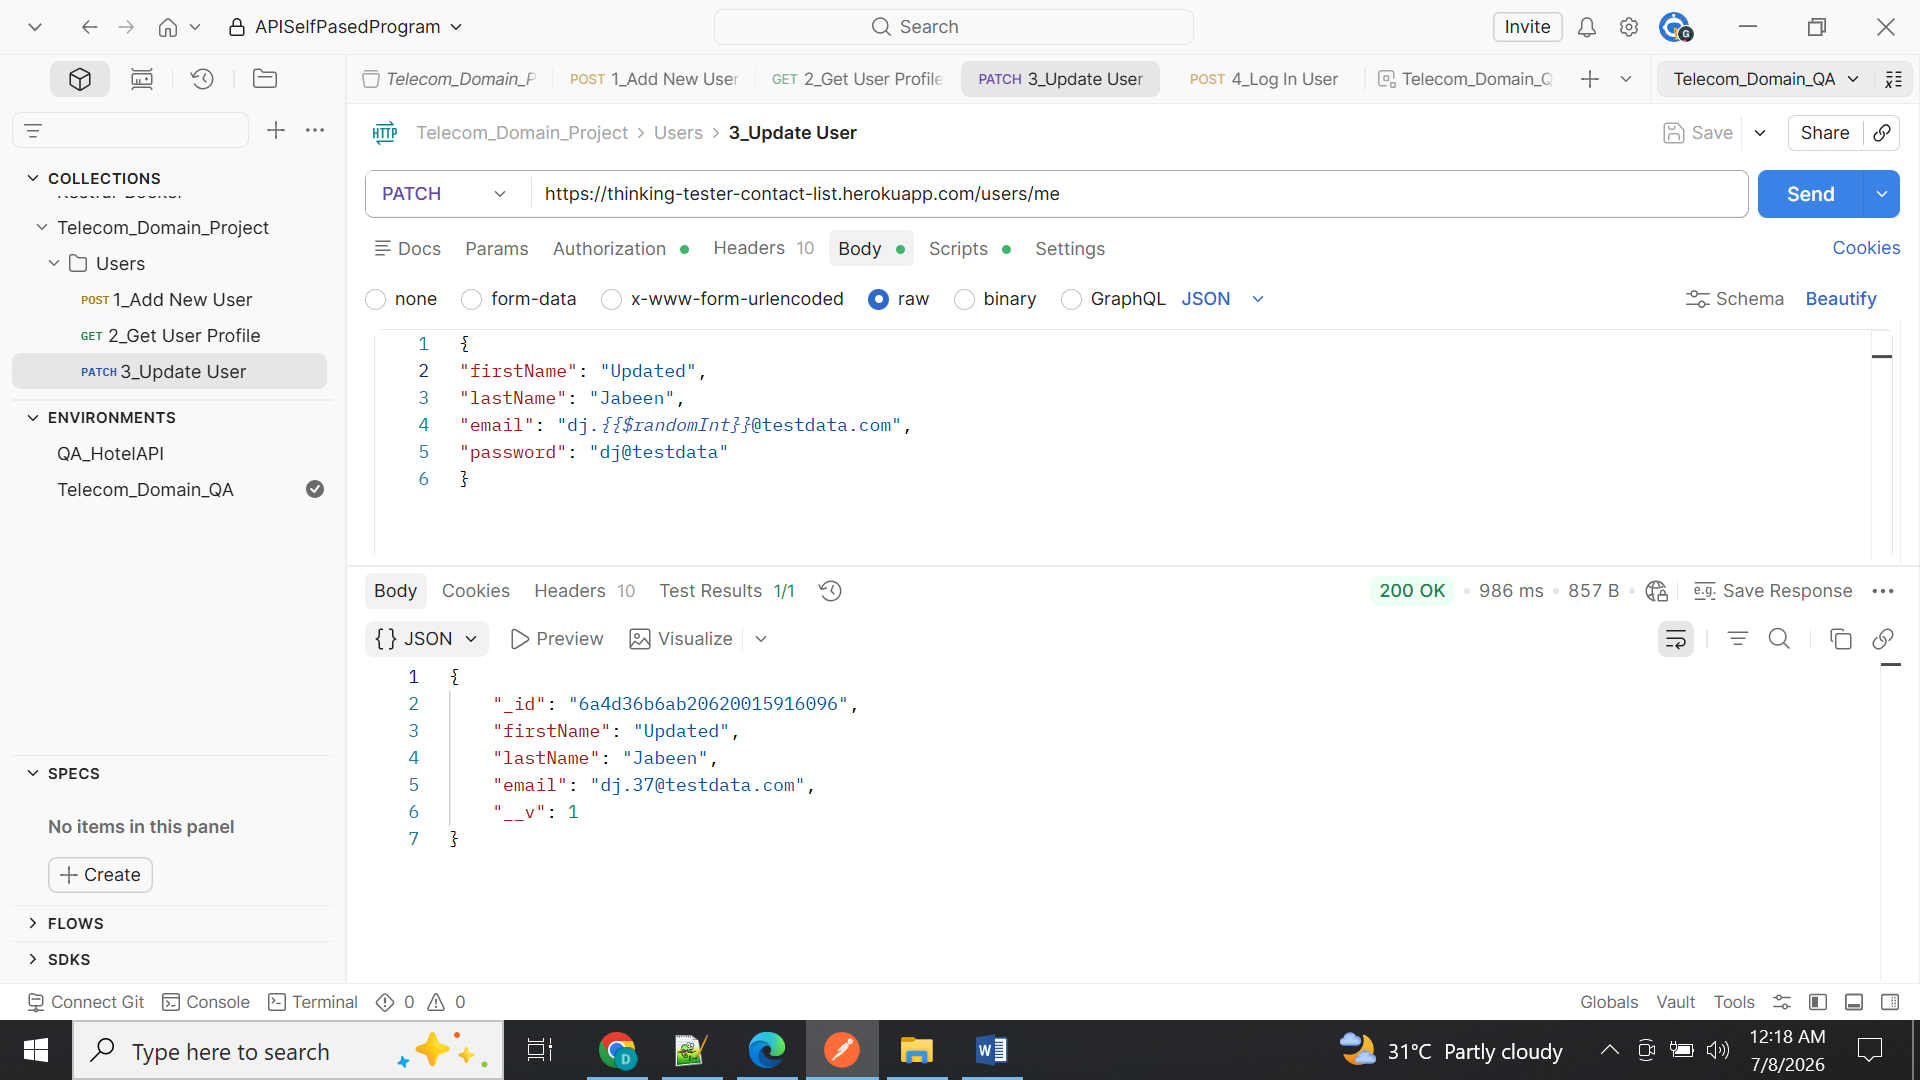 APISelfPasedProgram
Search
Invite
Telecom_Domain_P
POST 1_Add New User
GET 2_Get User Profile
PATCH 3_Update User
POST 4_Log In User
Telecom_Domain_Q
Telecom_Domain_QA
HTTP Telecom_Domain_Project > Users > 3_Update User
Save
Share
COLLECTIONS
Telecom_Domain_Project
Users
POST 1_Add New User
GET 2_Get User Profile
PATCH 3_Update User
ENVIRONMENTS
QA_HotelAPI
Telecom_Domain_QA
SPECS
No items in this panel
Create
FLOWS
SDKS
PATCH
https://thinking-tester-contact-list.herokuapp.com/users/me
Send
Docs Params Authorization Headers 10 Body Scripts Settings
Cookies
none form-data x-www-form-urlencoded raw binary GraphQL JSON
Schema Beautify
1 {
2 "firstName": "Updated",
3 "lastName": "Jabeen",
4 "email": "dj.{{$randomInt}}@testdata.com",
5 "password": "dj@testdata"
6 }
Body Cookies Headers 10 Test Results 1/1
200 OK • 986 ms • 857 B
e.g. Save Response
{} JSON Preview Visualize
1 {
2 "_id": "6a4d36b6ab20620015916096",
3 "firstName": "Updated",
4 "lastName": "Jabeen",
5 "email": "dj.37@testdata.com",
6 "__v": 1
7 }
Connect Git Console Terminal 0 0
Globals Vault Tools
Type here to search
31°C Partly cloudy
12:18 AM
7/8/2026